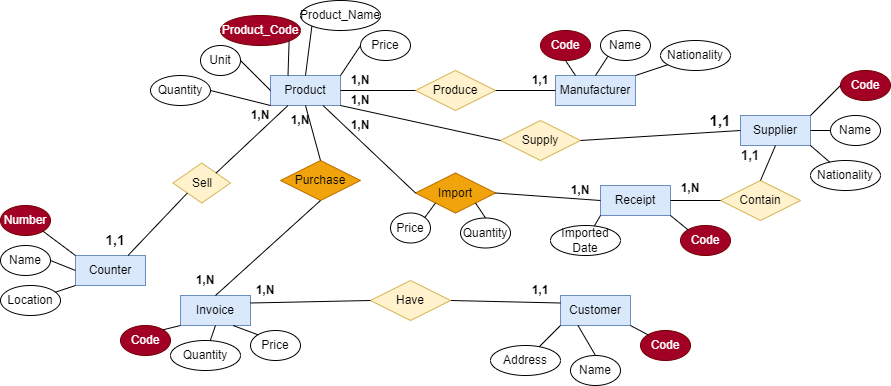 Product_Name
Product_Code
Price
Unit
Quantity
Product
1,N
1,N
1,N
1,N
1,N
Produce
1,1
Manufacturer
Code
Name
Nationality
Supply
1,1
Supplier
Code
Name
Nationality
1,1
Contain
1,N
Receipt
1,N
Import
Price
Quantity
Imported
Date
Code
Sell
Purchase
Number
Name
Location
1,1
Counter
1,N
Invoice
1,N
Code
Quantity
Price
Have
1,1
Customer
Address
Name
Code